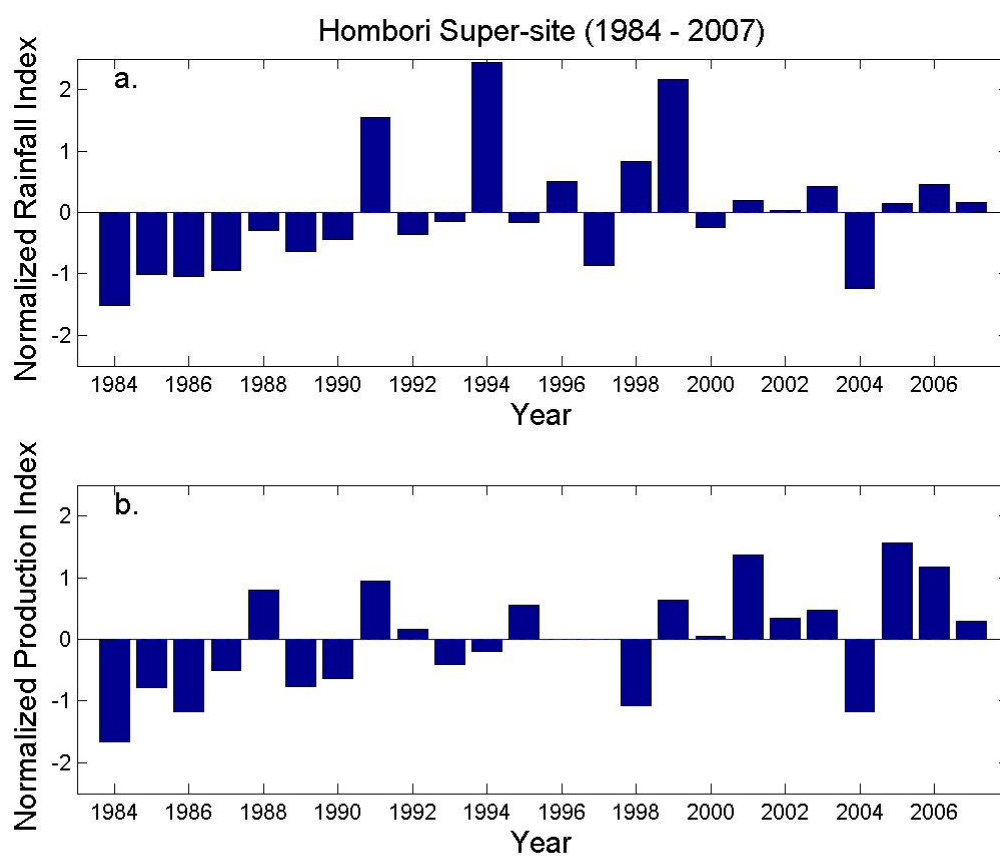 Hombori Super-site (1984 - 2007)
a.
Normalized Rainfall Index
2
1
0
-1
-2
1984 1986 1988 1990 1992 1994 1996 1998 2000 2002 2004 2006
Year
b.
Normalized Production Index
2
1
0
-1
-2
1984 1986 1988 1990 1992 1994 1996 1998 2000 2002 2004 2006
Year